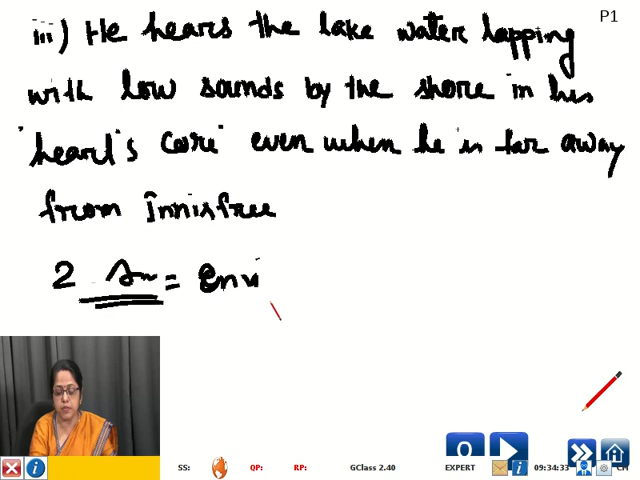 P1
iii) He hears the lake water lapping
with low sounds by the shore in his
'heart's core' even when he is far away
from Innisfree
2 An = Envi
SS: QP: RP: GClass 2.40 EXPERT 09:34:33 CH